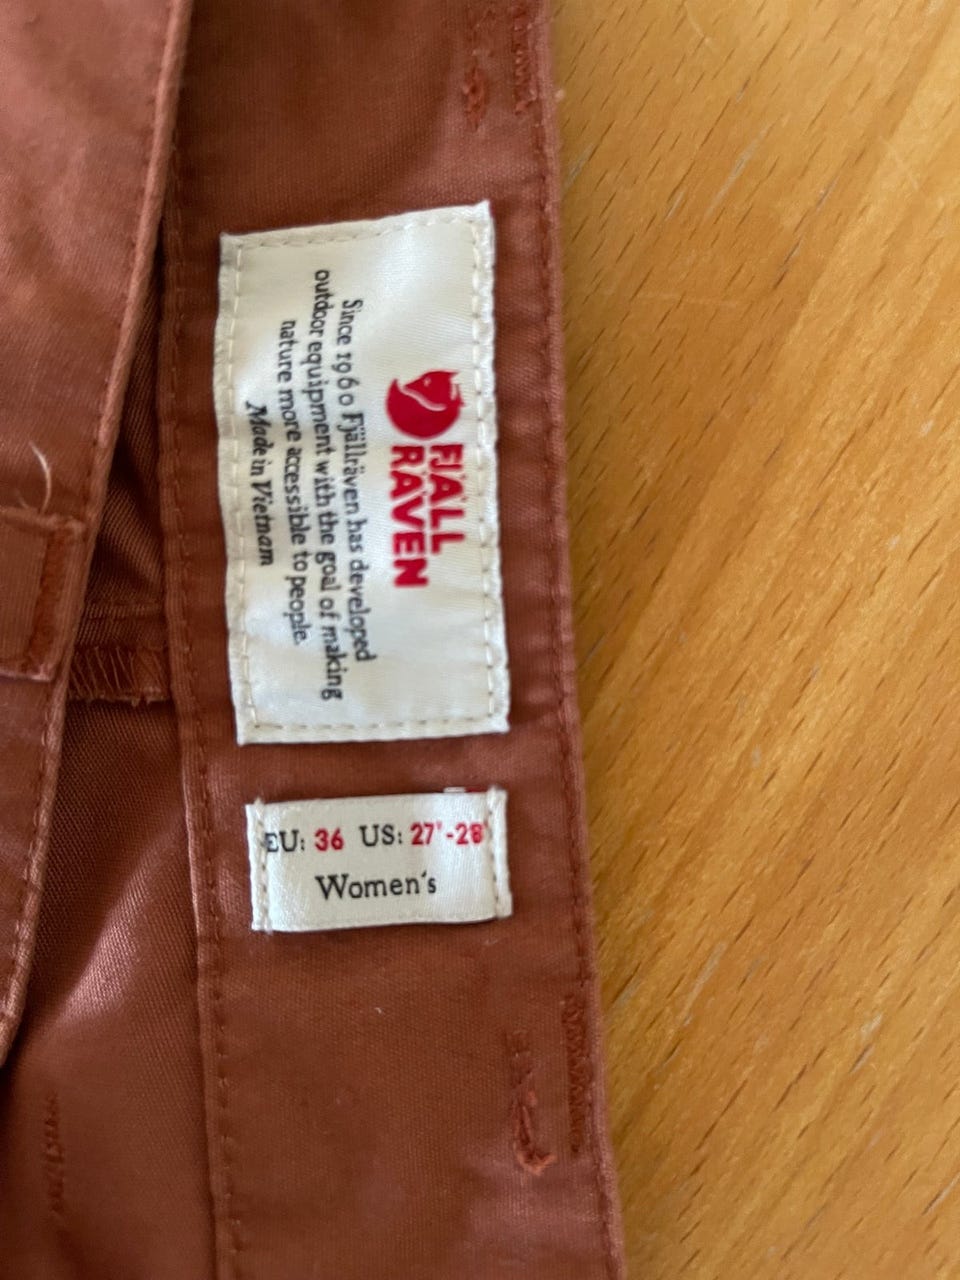 FJÄLL
RÄVEN
Since 1960 Fjällräven has developed
outdoor equipment with the goal of making
nature more accessible to people.
Made in Vietnam
EU: 36 US: 27"-28"
Women's